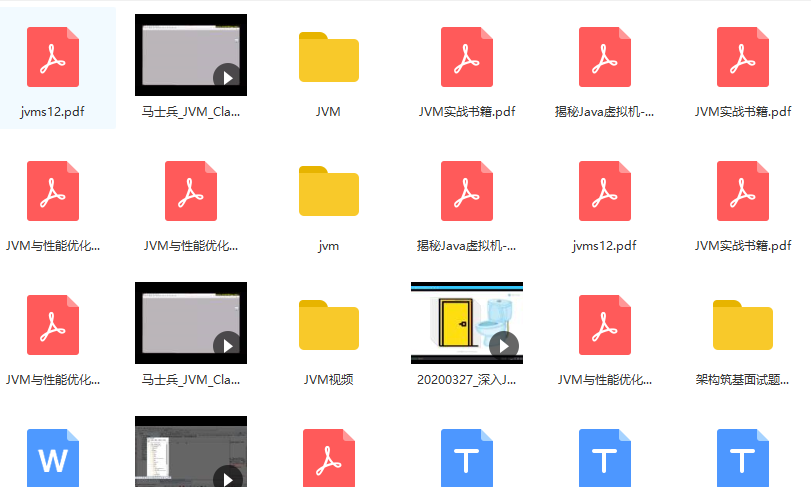 jvms12.pdf
马士兵_JVM_Cla...
JVM
JVM实战书籍.pdf
揭秘Java虚拟机-...
JVM实战书籍.pdf
JVM与性能优化...
JVM与性能优化...
jvm
揭秘Java虚拟机-...
jvms12.pdf
JVM实战书籍.pdf
JVM与性能优化...
马士兵_JVM_Cla...
JVM视频
20200327_深入J...
JVM与性能优化...
架构筑基面试题...
W
T
T
T